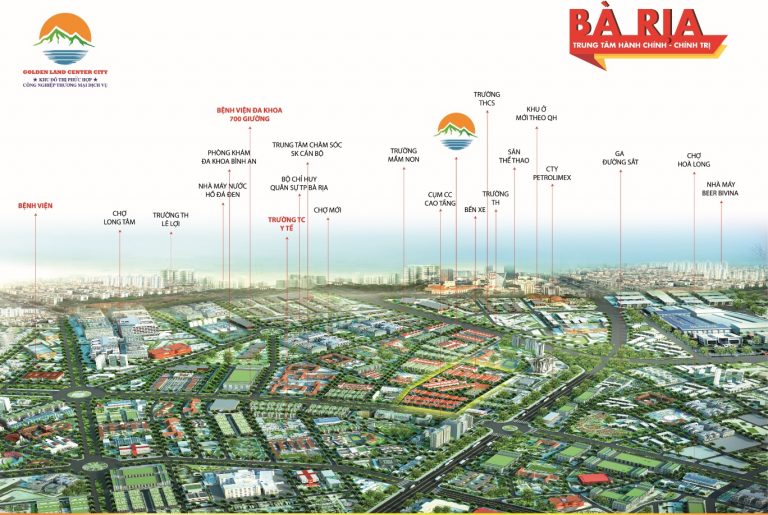 GOLDEN LAND CENTER CITY
★ KHU ĐÔ THỊ PHỨC HỢP ★
CÔNG NGHIỆP THƯƠNG MẠI DỊCH VỤ
BÀ RỊA
TRUNG TÂM HÀNH CHÍNH - CHÍNH TRỊ
BỆNH VIỆN
CHỢ
LONG TÂM
TRƯỜNG TH
LÊ LỢI
PHÒNG KHÁM
ĐA KHOA BÌNH AN
NHÀ MÁY NƯỚC
HỒ ĐÁ ĐEN
BỆNH VIỆN ĐA KHOA
700 GIƯỜNG
TRUNG TÂM CHĂM SÓC
SK CÁN BỘ
BỘ CHỈ HUY
QUÂN SỰ TP BÀ RỊA
TRƯỜNG TC
Y TẾ
CHỢ MỚI
TRƯỜNG
MẦM NON
CỤM CC
CAO TẦNG
BẾN XE
TRƯỜNG
THCS
TRƯỜNG
TH
SÂN
THỂ THAO
KHU Ở
MỚI THEO QH
CTY
PETROLIMEX
GA
ĐƯỜNG SẮT
CHỢ
HOÀ LONG
NHÀ MÁY
BEER BIVINA